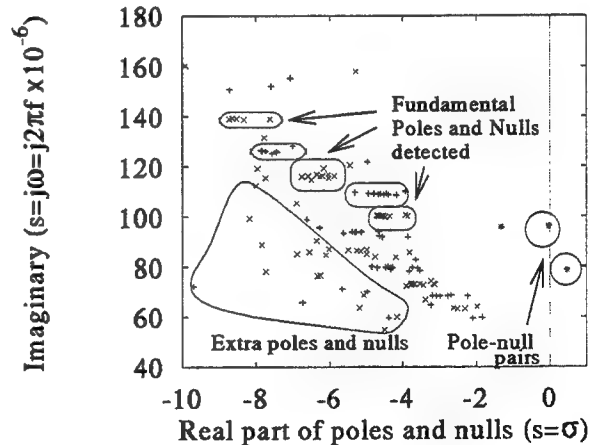 180
160
140
120
100
80
60
40
-10
-8
-6
-4
-2
0
Imaginary (s=jω=j2πf x10⁻⁶)
Real part of poles and nulls (s=σ)
Fundamental
Poles and Nulls
detected
Extra poles and nulls
Pole-null
pairs